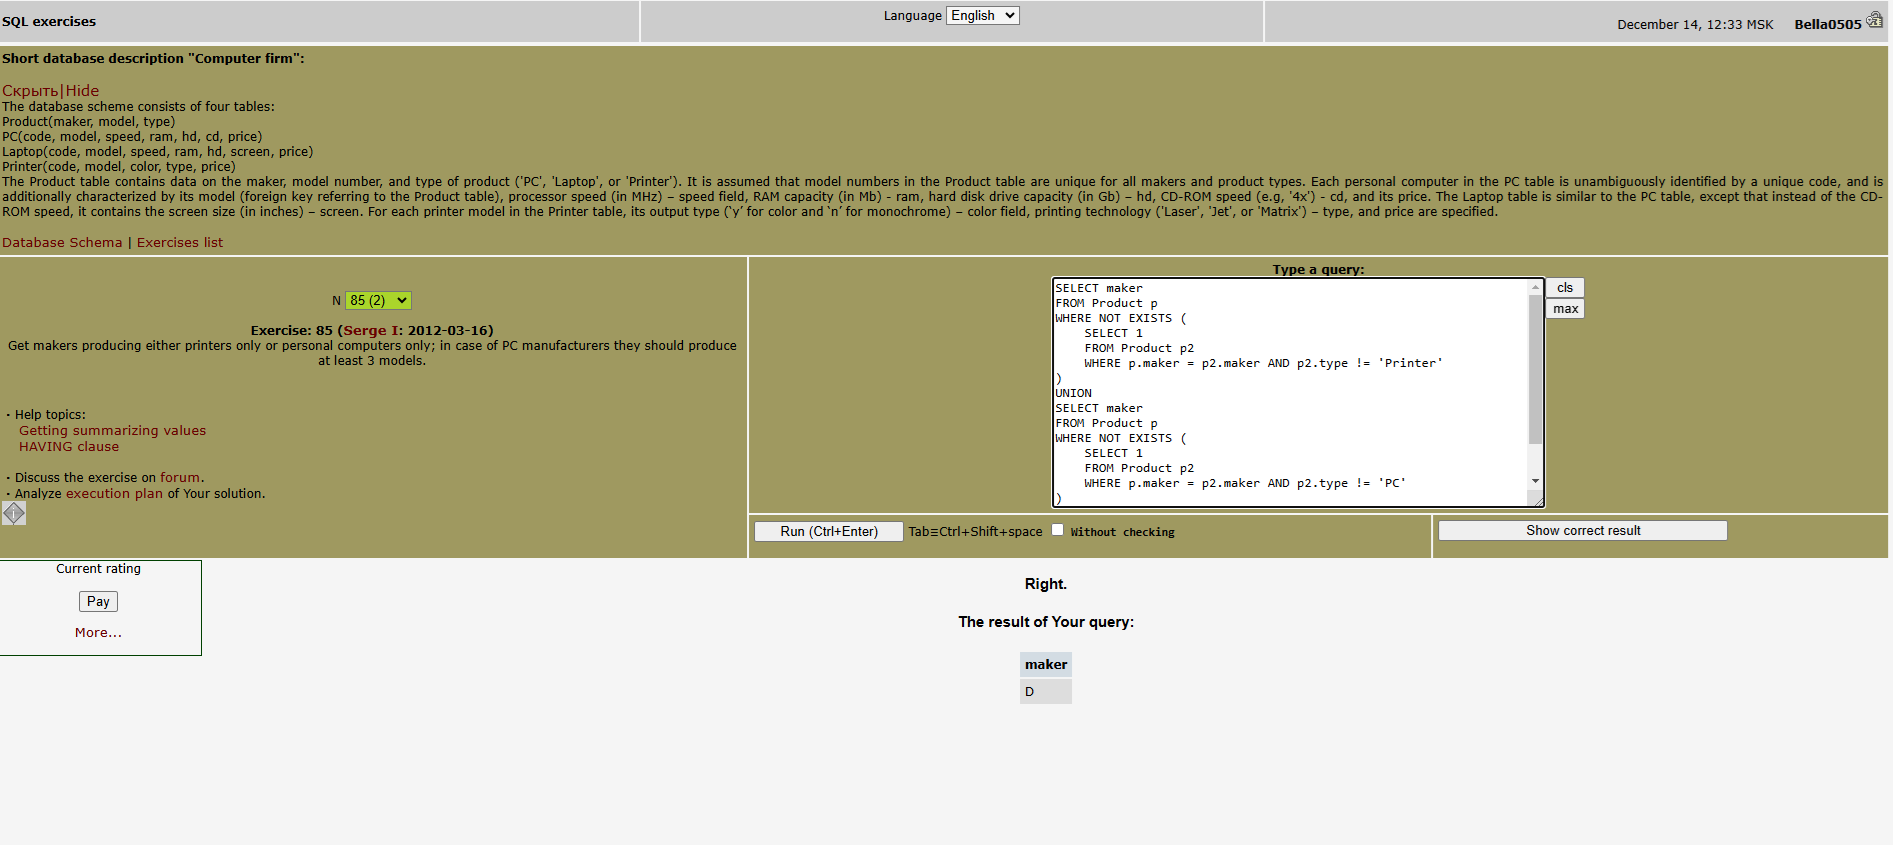 SQL exercises
Language English
December 14, 12:33 MSK Bella0505
Short database description "Computer firm":
Скрыть|Hide
The database scheme consists of four tables:
Product(maker, model, type)
PC(code, model, speed, ram, hd, cd, price)
Laptop(code, model, speed, ram, hd, screen, price)
Printer(code, model, color, type, price)
The Product table contains data on the maker, model number, and type of product ('PC', 'Laptop', or 'Printer'). It is assumed that model numbers in the Product table are unique for all makers and product types. Each personal computer in the PC table is unambiguously identified by a unique code, and is
additionally characterized by its model (foreign key referring to the Product table), processor speed (in MHz) – speed field, RAM capacity (in Mb) - ram, hard disk drive capacity (in Gb) – hd, CD-ROM speed (e.g, '4x') - cd, and its price. The Laptop table is similar to the PC table, except that instead of the CD-
ROM speed, it contains the screen size (in inches) – screen. For each printer model in the Printer table, its output type (‘y’ for color and ‘n’ for monochrome) – color field, printing technology ('Laser', 'Jet', or 'Matrix') – type, and price are specified.
Database Schema | Exercises list
N 85 (2)
Exercise: 85 (Serge I: 2012-03-16)
Get makers producing either printers only or personal computers only; in case of PC manufacturers they should produce
at least 3 models.
· Help topics:
Getting summarizing values
HAVING clause
· Discuss the exercise on forum.
· Analyze execution plan of Your solution.
Type a query:
SELECT maker
FROM Product p
WHERE NOT EXISTS (
    SELECT 1
    FROM Product p2
    WHERE p.maker = p2.maker AND p2.type != 'Printer'
)
UNION
SELECT maker
FROM Product p
WHERE NOT EXISTS (
    SELECT 1
    FROM Product p2
    WHERE p.maker = p2.maker AND p2.type != 'PC'
)
cls
max
Run (Ctrl+Enter) Tab≡Ctrl+Shift+space Without checking
Show correct result
Current rating
Pay
More...
Right.
The result of Your query:
maker
D